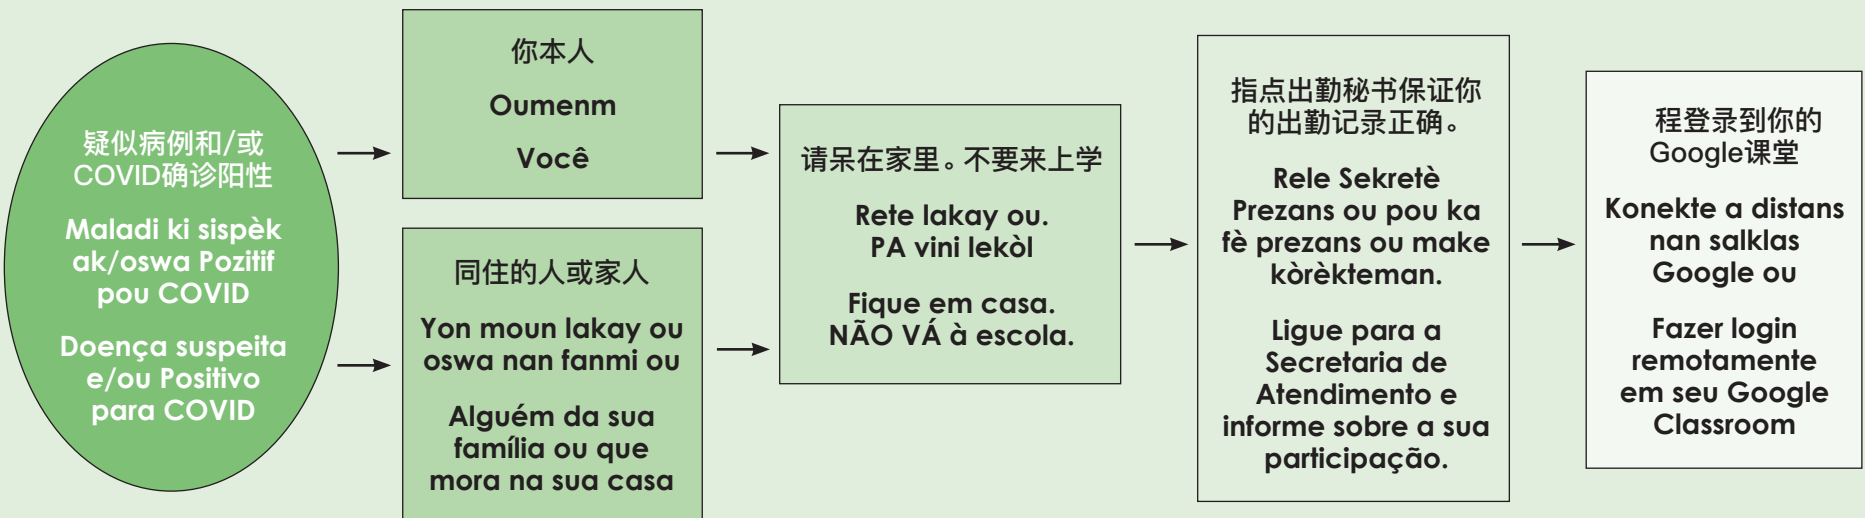 疑似病例和/或
COVID确诊阳性
Maladi ki sispèk
ak/oswa Pozitif
pou COVID
Doença suspeita
e/ou Positivo
para COVID
你本人
Oumenm
Você
同住的人或家人
Yon moun lakay ou
oswa nan fanmi ou
Alguém da sua
família ou que
mora na sua casa
请呆在家里。不要来上学
Rete lakay ou.
PA vini lekòl
Fique em casa.
NÃO VÁ à escola.
指点出勤秘书保证你
的出勤记录正确。
Rele Sekretè
Prezans ou pou ka
fè prezans ou make
kòrèkteman.
Ligue para a
Secretaria de
Atendimento e
informe sobre a sua
participação.
程登录到你的
Google课堂
Konekte a distans
nan salklas
Google ou
Fazer login
remotamente
em seu Google
Classroom